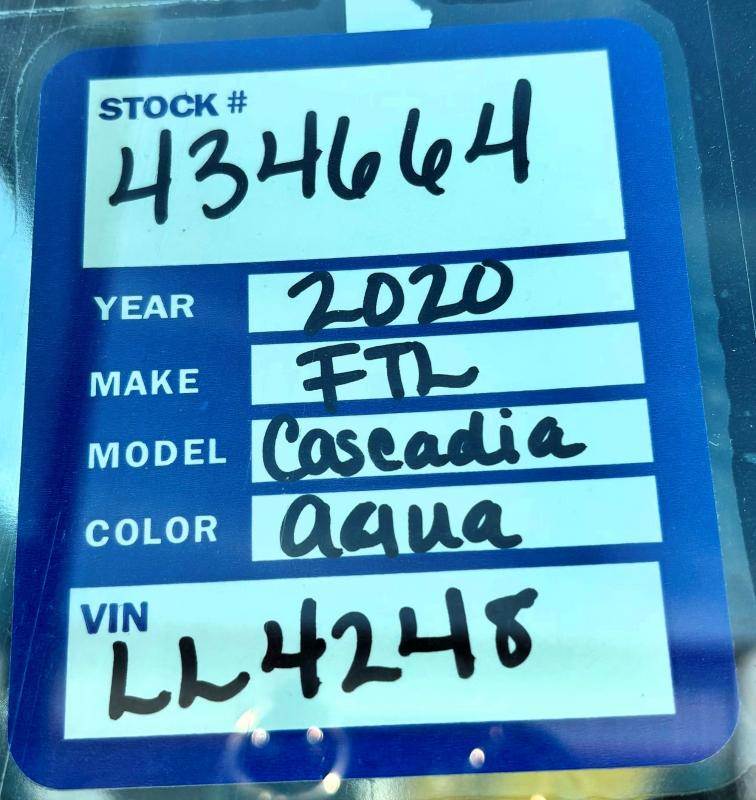 STOCK #
434664
YEAR 2020
MAKE FTL
MODEL Cascadia
COLOR aqua
VIN
LL4248